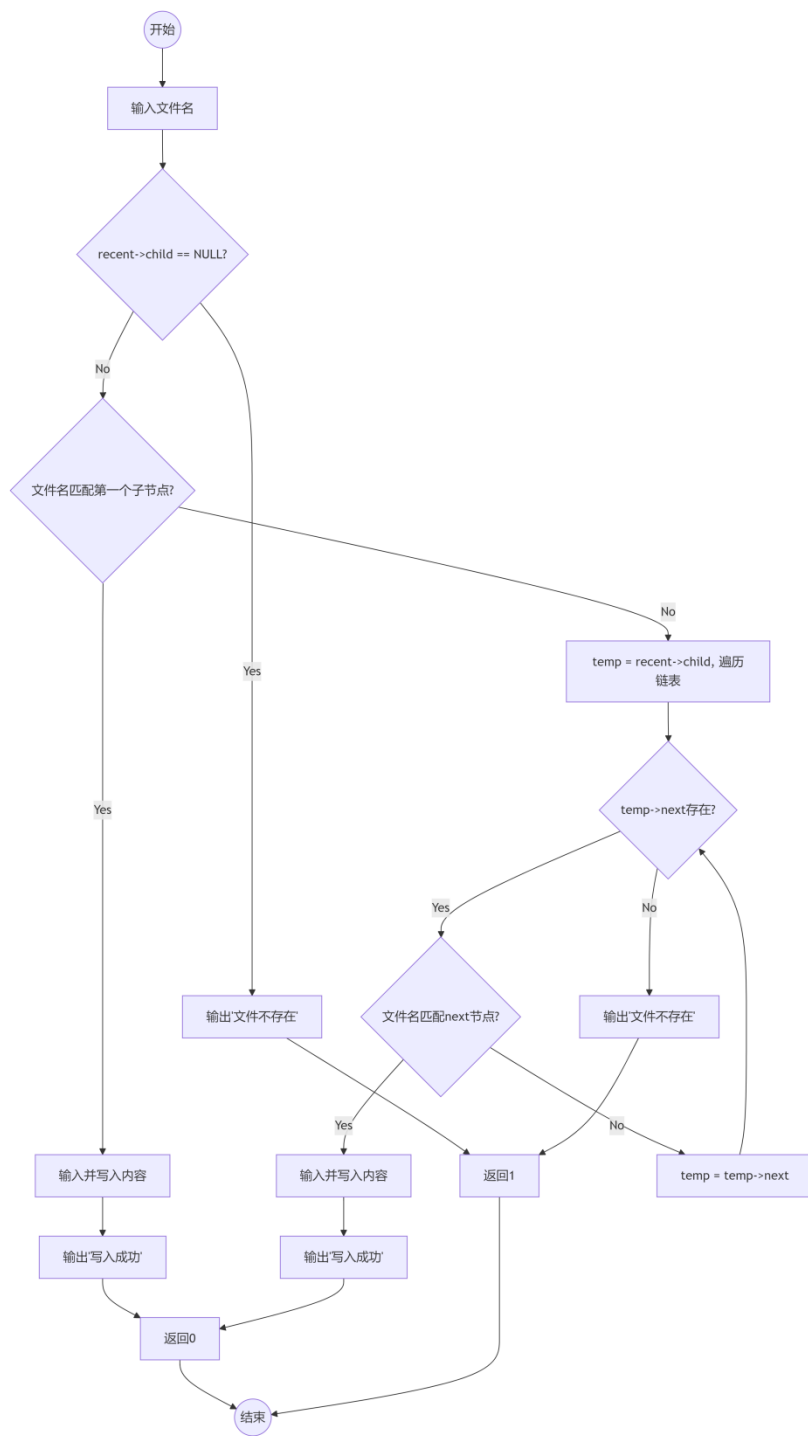 开始
输入文件名
recent->child == NULL?
No
文件名匹配第一个子节点?
No
temp = recent->child, 遍历
链表
Yes
Yes
temp->next存在?
Yes
No
输出'文件不存在'
文件名匹配next节点?
输出'文件不存在'
Yes
No
输入并写入内容
输入并写入内容
返回1
temp = temp->next
输出'写入成功'
输出'写入成功'
返回0
结束